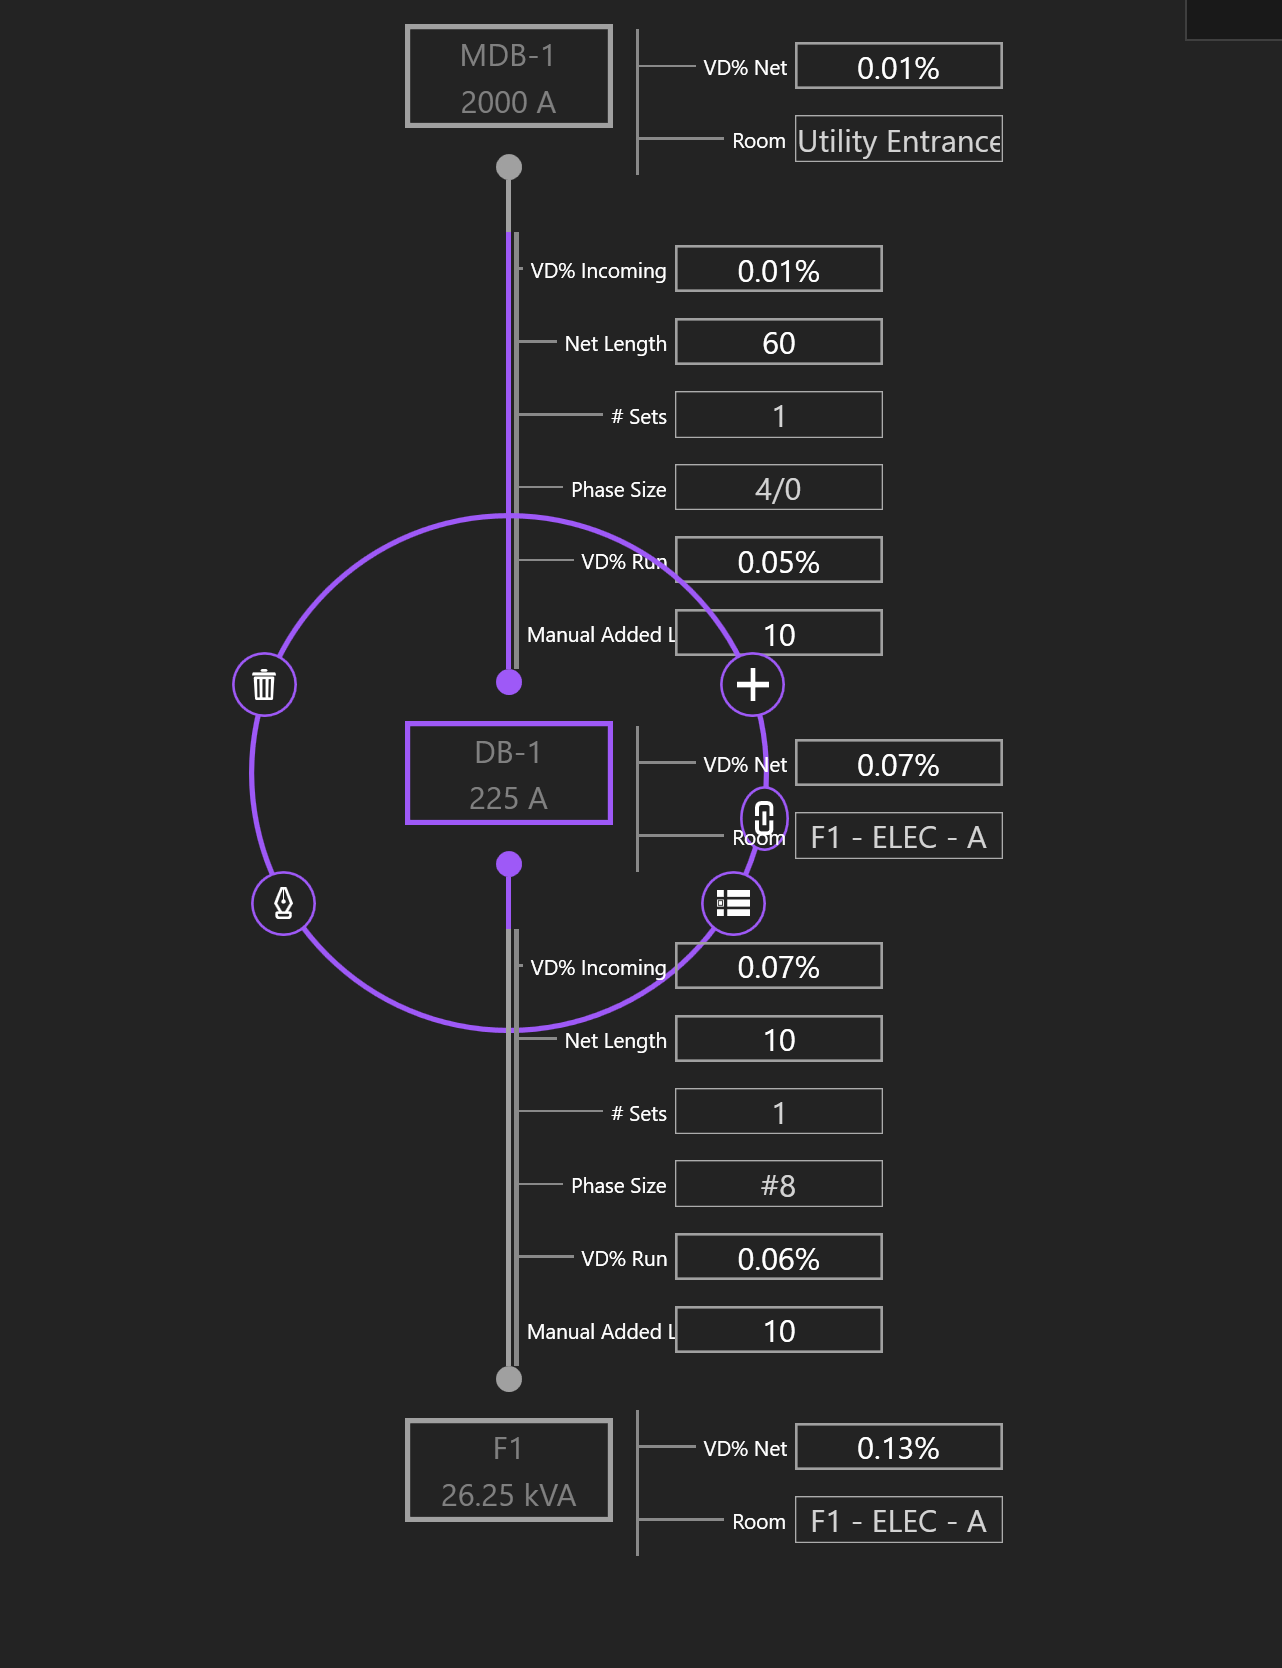 MDB-1
2000 A
VD% Net 0.01%
Room Utility Entrance
VD% Incoming 0.01%
Net Length 60
# Sets 1
Phase Size 4/0
VD% Run 0.05%
Manual Added L 10
DB-1
225 A
VD% Net 0.07%
Room F1 - ELEC - A
VD% Incoming 0.07%
Net Length 10
# Sets 1
Phase Size #8
VD% Run 0.06%
Manual Added L 10
F1
26.25 kVA
VD% Net 0.13%
Room F1 - ELEC - A